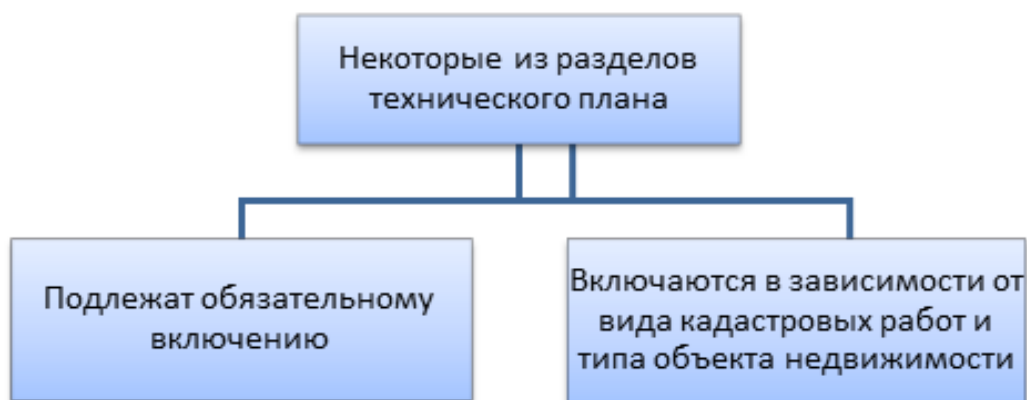 Некоторые из разделов
технического плана
Подлежат обязательному
включению
Включаются в зависимости от
вида кадастровых работ и
типа объекта недвижимости